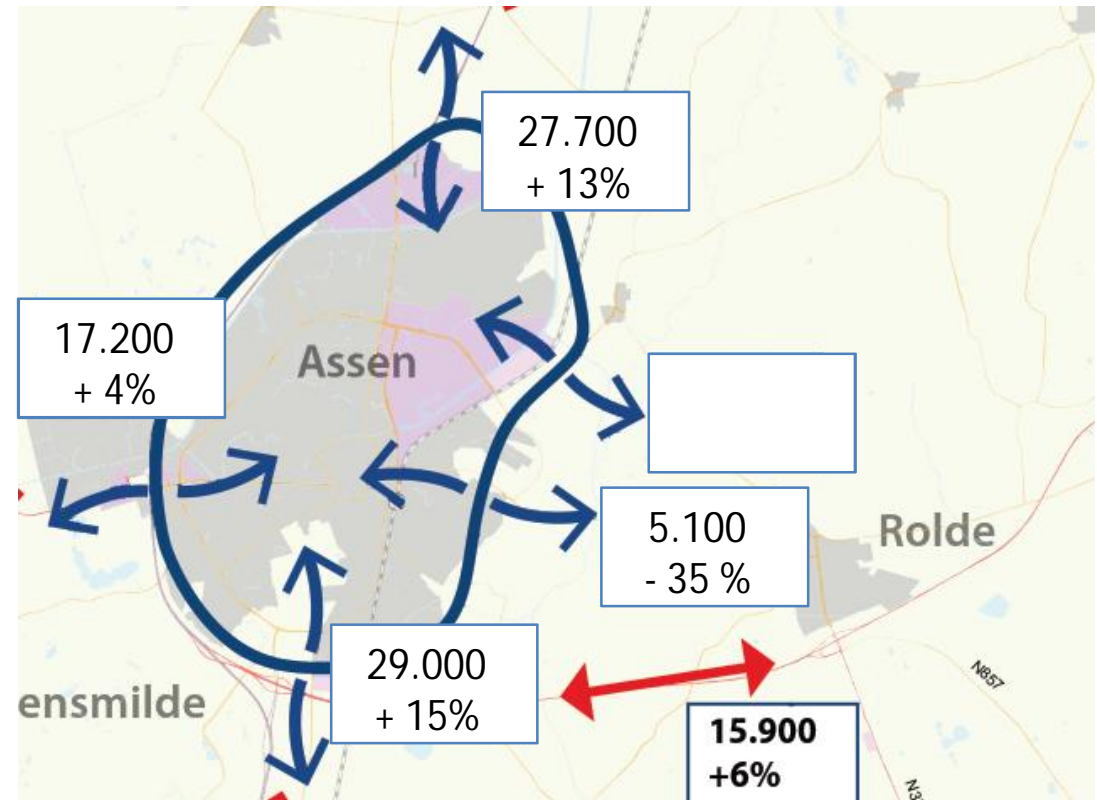 27.700
+ 13%
17.200
+ 4%
Assen
5.100
- 35 %
Rolde
29.000
+ 15%
ensmilde
N857
15.900
+6%